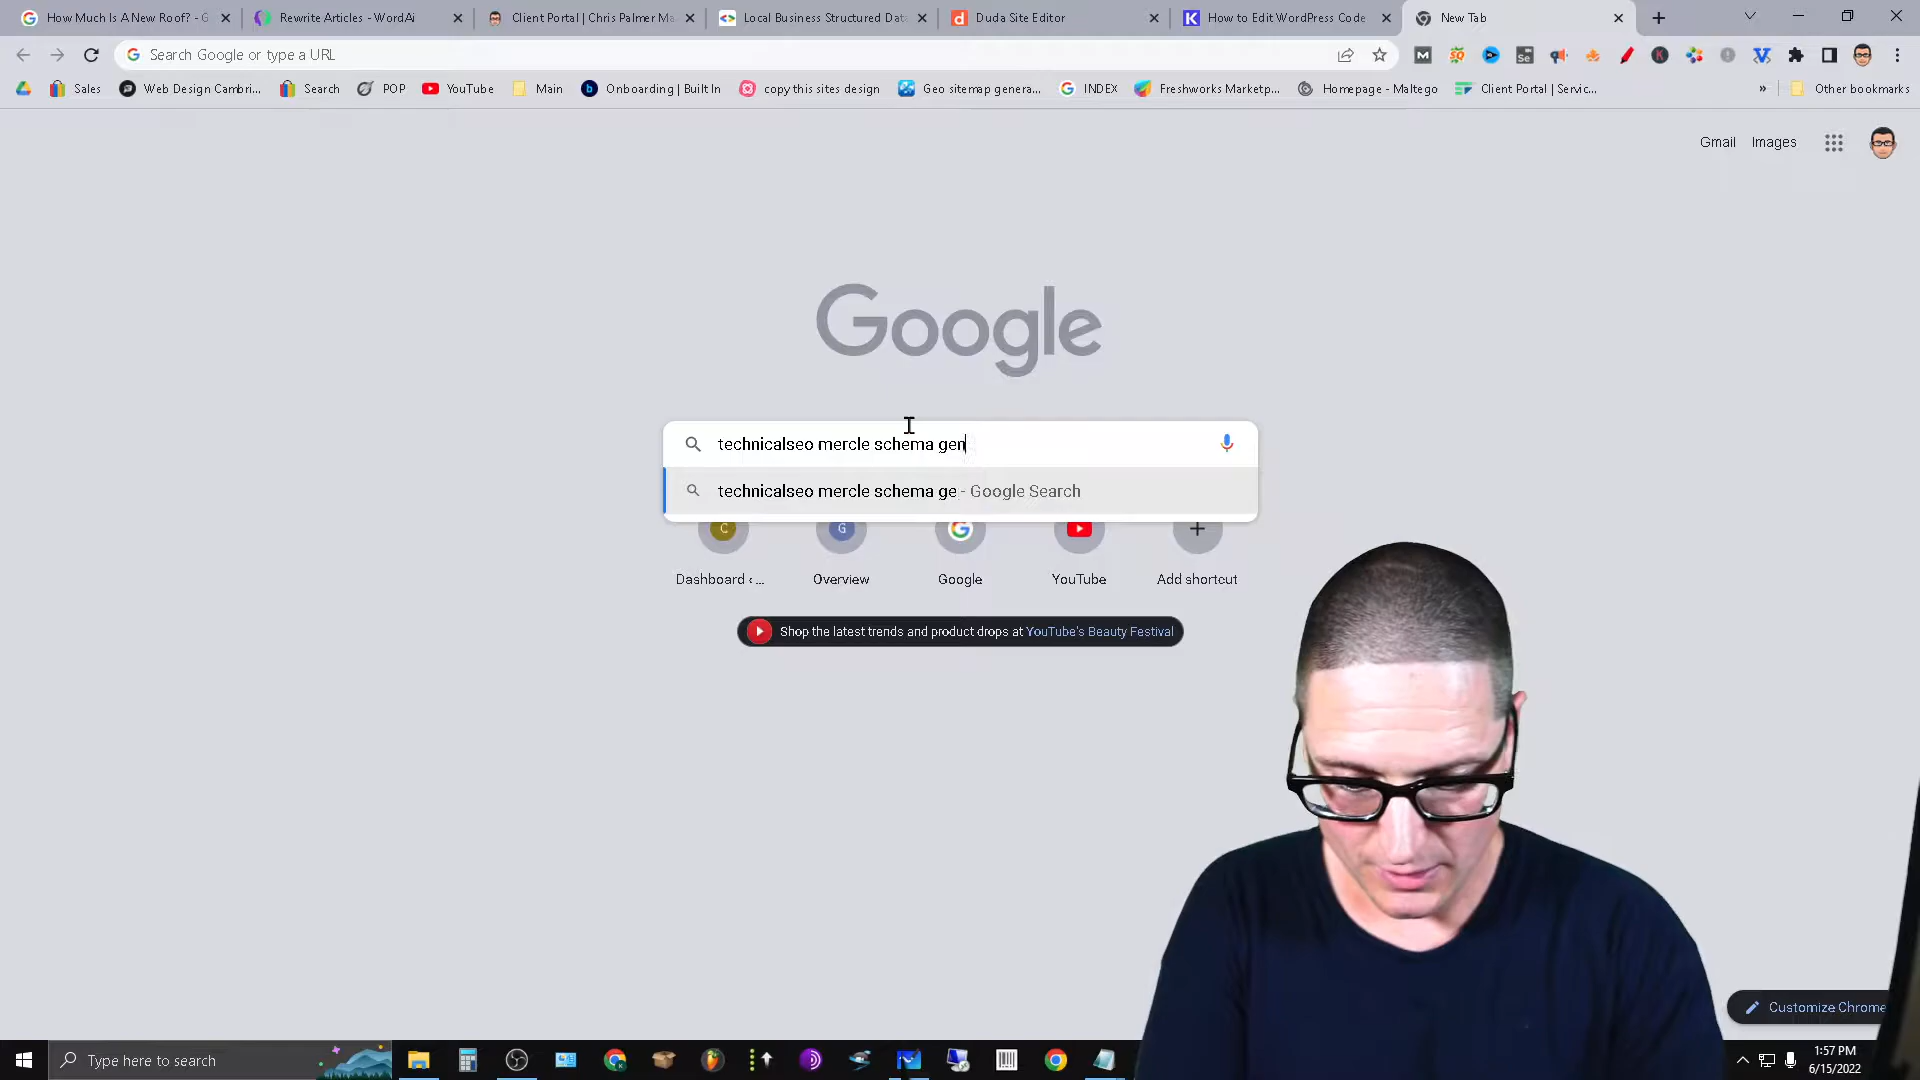 How Much Is A New Roof? - G
Rewrite Articles - WordAi
Client Portal | Chris Palmer Ma
Local Business Structured Dat
Duda Site Editor
How to Edit WordPress Code
New Tab
Search Google or type a URL
Sales
Web Design Cambri...
Search
POP
YouTube
Main
Onboarding | Built In
copy this sites design
Geo sitemap genera...
INDEX
Freshworks Marketp...
Homepage - Maltego
Client Portal | Servic...
»
Other bookmarks
Gmail
Images
Google
technicalseo mercle schema gen
technicalseo mercle schema ge - Google Search
C
G
Dashboard ‹ ...
Overview
Google
YouTube
Add shortcut
Shop the latest trends and product drops at YouTube's Beauty Festival
Customize Chrome
Type here to search
1:57 PM
6/15/2022